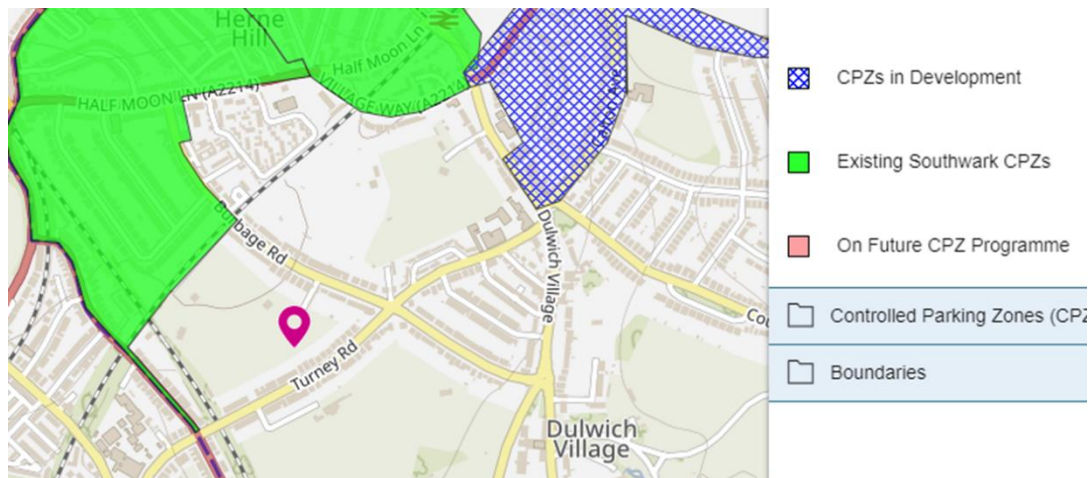 Herne
Hill
Half Moon Ln
HALF MOON LN (A2214)
VILLAGE WAY (A2214)
Burbage Rd
Dulwich Village
Turney Rd
Dulwich
Village
CPZs in Development
Existing Southwark CPZs
On Future CPZ Programme
Controlled Parking Zones (CPZ
Boundaries